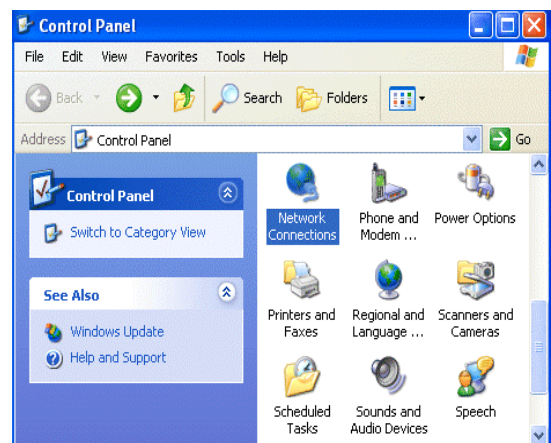 Control Panel
File Edit View Favorites Tools Help
Back Search Folders
Address Control Panel Go
Control Panel
Switch to Category View
See Also
Windows Update
Help and Support
Network
Connections
Phone and
Modem ...
Power Options
Printers and
Faxes
Regional and
Language ...
Scanners and
Cameras
Scheduled
Tasks
Sounds and
Audio Devices
Speech